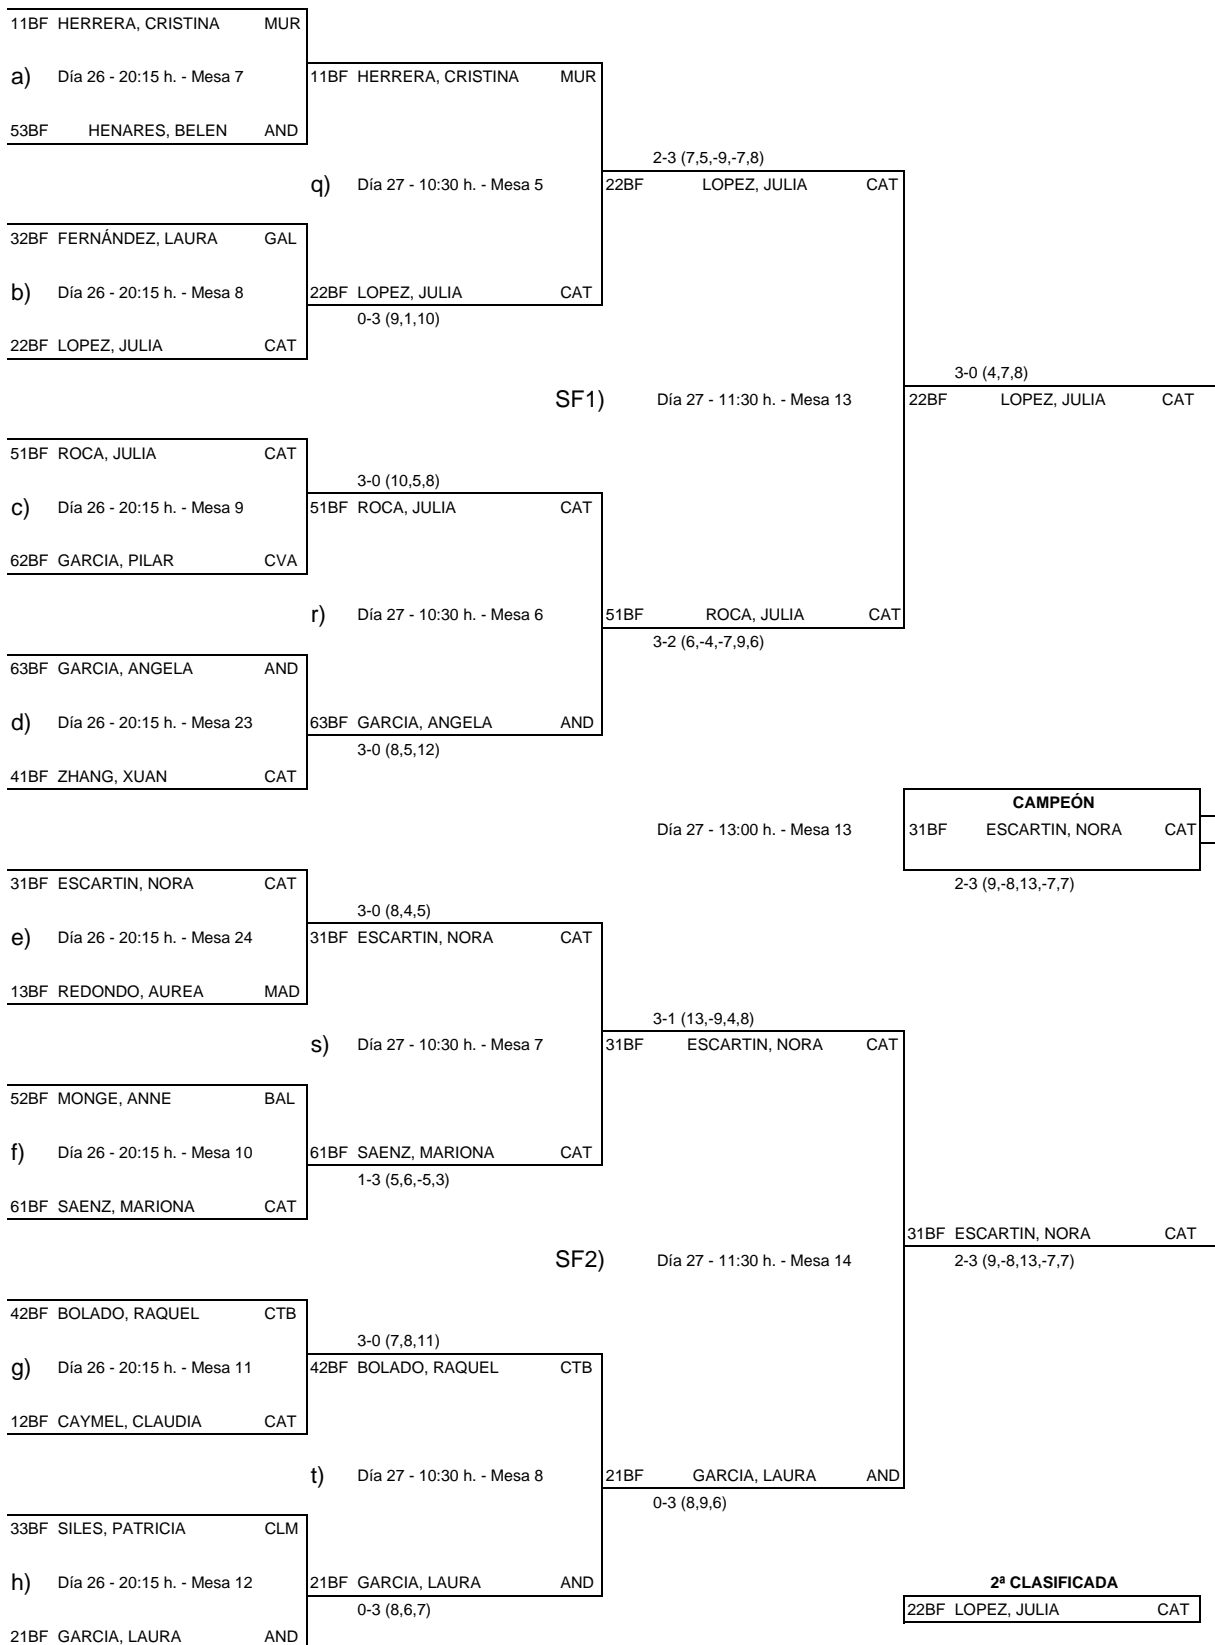 11BF HERRERA, CRISTINA MUR
a) Día 26 - 20:15 h. - Mesa 7 11BF HERRERA, CRISTINA MUR
53BF HENARES, BELEN AND
2-3 (7,5,-9,-7,8)
q) Día 27 - 10:30 h. - Mesa 5 22BF LOPEZ, JULIA CAT
32BF FERNÁNDEZ, LAURA GAL
b) Día 26 - 20:15 h. - Mesa 8 22BF LOPEZ, JULIA CAT
0-3 (9,1,10)
22BF LOPEZ, JULIA CAT
3-0 (4,7,8)
SF1) Día 27 - 11:30 h. - Mesa 13 22BF LOPEZ, JULIA CAT
51BF ROCA, JULIA CAT
3-0 (10,5,8)
c) Día 26 - 20:15 h. - Mesa 9 51BF ROCA, JULIA CAT
62BF GARCIA, PILAR CVA
r) Día 27 - 10:30 h. - Mesa 6 51BF ROCA, JULIA CAT
3-2 (6,-4,-7,9,6)
63BF GARCIA, ANGELA AND
d) Día 26 - 20:15 h. - Mesa 23 63BF GARCIA, ANGELA AND
3-0 (8,5,12)
41BF ZHANG, XUAN CAT
CAMPEÓN
Día 27 - 13:00 h. - Mesa 13 31BF ESCARTIN, NORA CAT
31BF ESCARTIN, NORA CAT 2-3 (9,-8,13,-7,7)
3-0 (8,4,5)
e) Día 26 - 20:15 h. - Mesa 24 31BF ESCARTIN, NORA CAT
13BF REDONDO, AUREA MAD
3-1 (13,-9,4,8)
s) Día 27 - 10:30 h. - Mesa 7 31BF ESCARTIN, NORA CAT
52BF MONGE, ANNE BAL
f) Día 26 - 20:15 h. - Mesa 10 61BF SAENZ, MARIONA CAT
1-3 (5,6,-5,3)
61BF SAENZ, MARIONA CAT
31BF ESCARTIN, NORA CAT
SF2) Día 27 - 11:30 h. - Mesa 14 2-3 (9,-8,13,-7,7)
42BF BOLADO, RAQUEL CTB
3-0 (7,8,11)
g) Día 26 - 20:15 h. - Mesa 11 42BF BOLADO, RAQUEL CTB
12BF CAYMEL, CLAUDIA CAT
t) Día 27 - 10:30 h. - Mesa 8 21BF GARCIA, LAURA AND
0-3 (8,9,6)
33BF SILES, PATRICIA CLM
h) Día 26 - 20:15 h. - Mesa 12 21BF GARCIA, LAURA AND 2ª CLASIFICADA
0-3 (8,6,7) 22BF LOPEZ, JULIA CAT
21BF GARCIA, LAURA AND